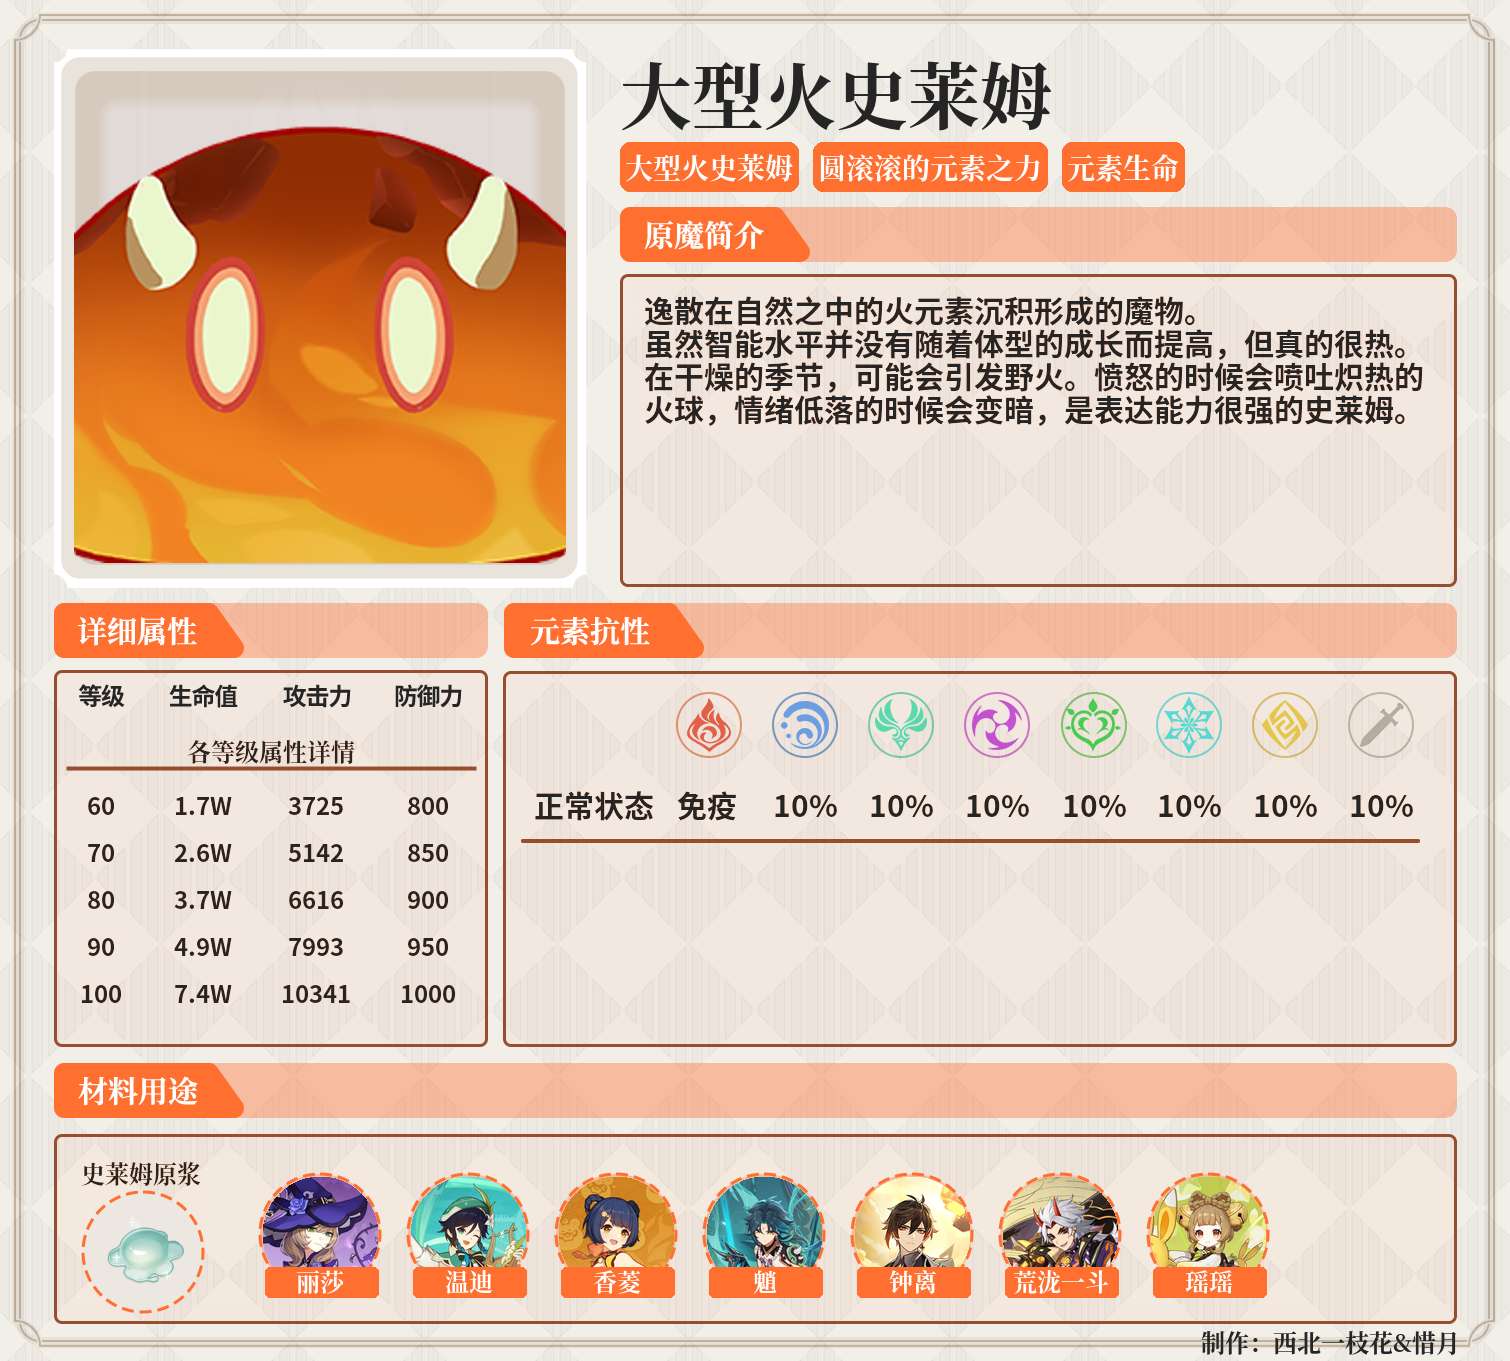 大型火史莱姆
大型火史莱姆 圆滚滚的元素之力 元素生命
原魔简介
逸散在自然之中的火元素沉积形成的魔物。
虽然智能水平并没有随着体型的成长而提高，但真的很热。
在干燥的季节，可能会引发野火。愤怒的时候会喷吐炽热的
火球，情绪低落的时候会变暗，是表达能力很强的史莱姆。
详细属性
等级 生命值 攻击力 防御力
各等级属性详情
60 1.7W 3725 800
70 2.6W 5142 850
80 3.7W 6616 900
90 4.9W 7993 950
100 7.4W 10341 1000
元素抗性
正常状态 免疫 10% 10% 10% 10% 10% 10% 10%
材料用途
史莱姆原浆
丽莎 温迪 香菱 魈 钟离 荒泷一斗 瑶瑶
制作：西北一枝花&惜月